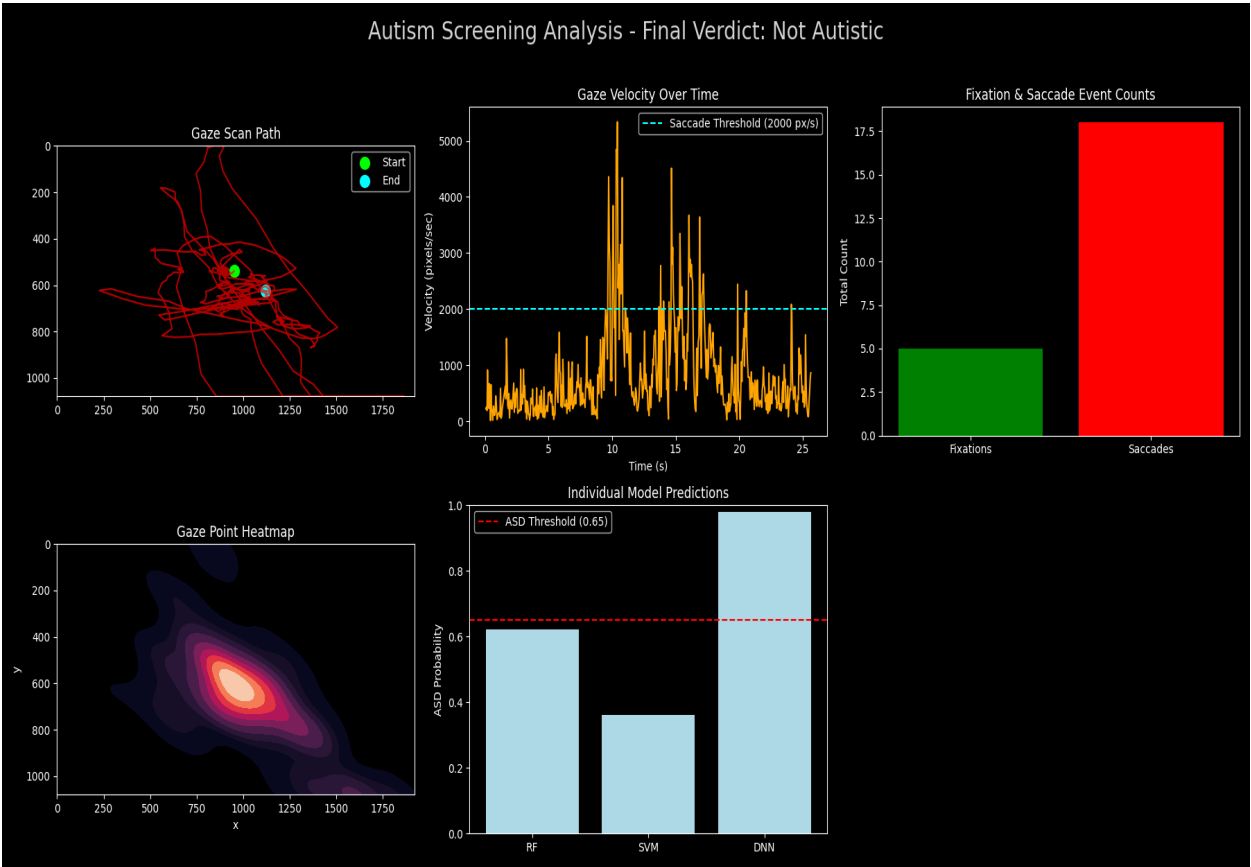 Autism Screening Analysis - Final Verdict: Not Autistic
Gaze Scan Path
Start
End
0
200
400
600
800
1000
0 250 500 750 1000 1250 1500 1750
Gaze Velocity Over Time
Saccade Threshold (2000 px/s)
Velocity (pixels/sec)
5000
4000
3000
2000
1000
0
0 5 10 15 20 25
Time (s)
Fixation & Saccade Event Counts
Total Count
17.5
15.0
12.5
10.0
7.5
5.0
2.5
0.0
Fixations Saccades
Gaze Point Heatmap
y
0
200
400
600
800
1000
0 250 500 750 1000 1250 1500 1750
x
Individual Model Predictions
ASD Threshold (0.65)
ASD Probability
1.0
0.8
0.6
0.4
0.2
0.0
RF SVM DNN